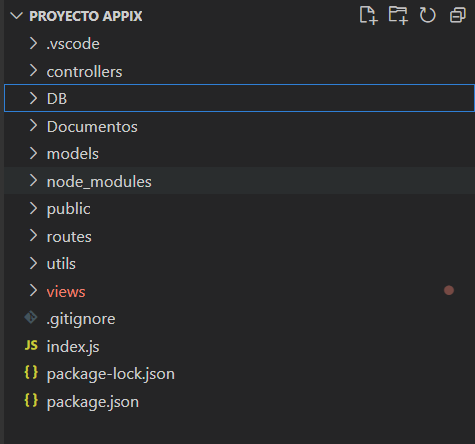 PROYECTO APPIX
.vscode
controllers
DB
Documentos
models
node_modules
public
routes
utils
views
.gitignore
JS index.js
{} package-lock.json
{} package.json